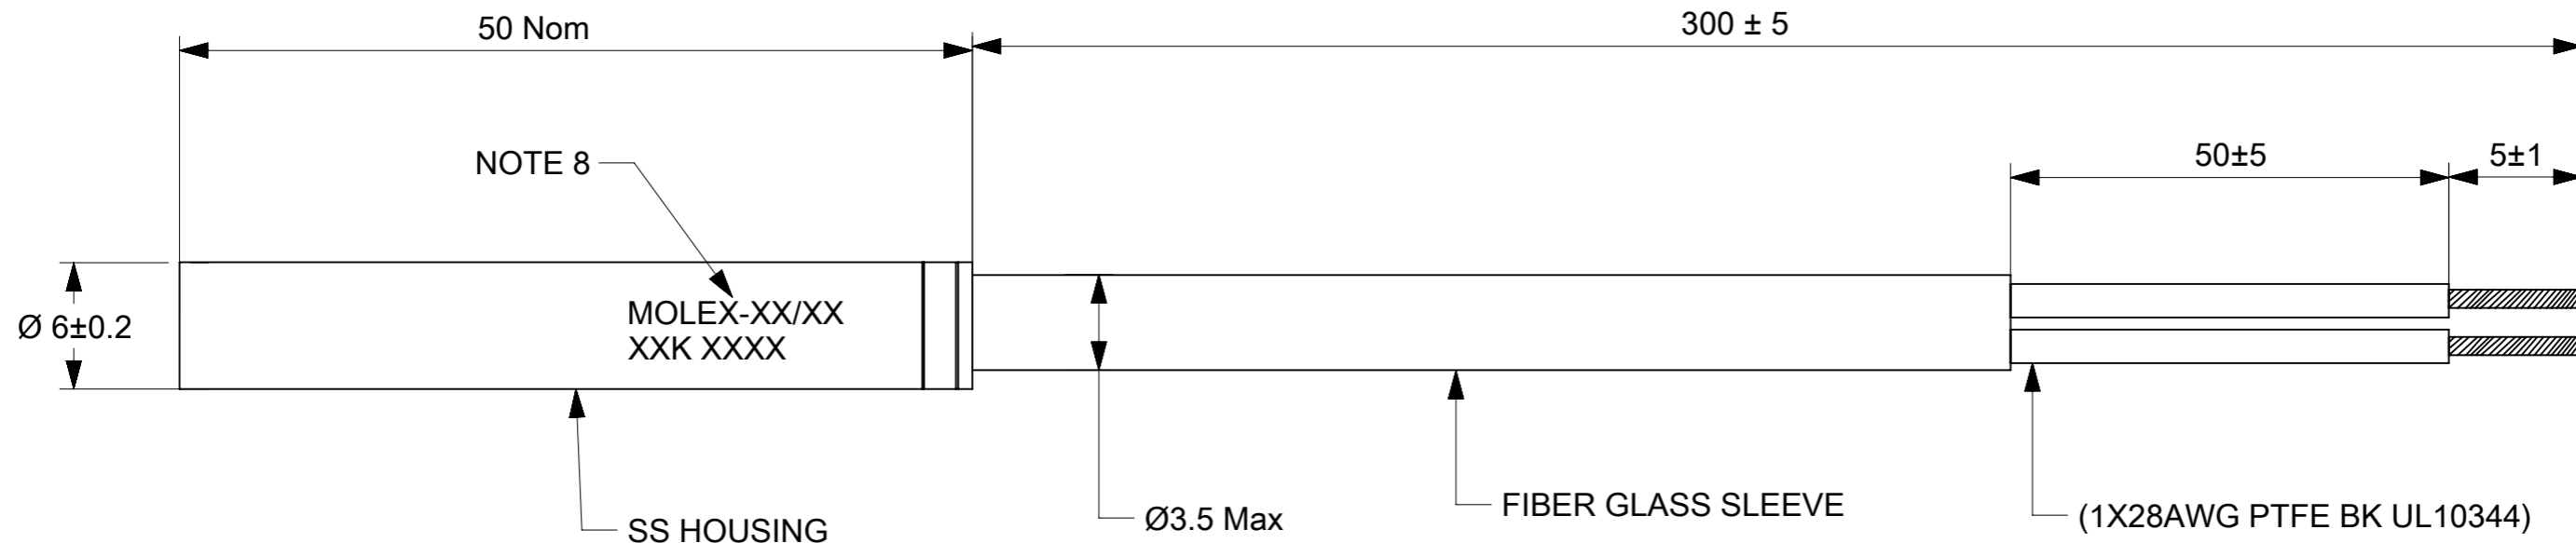 50 Nom
300 ± 5
NOTE 8
50±5
5±1
Ø 6±0.2
MOLEX-XX/XX
XXK XXXX
SS HOUSING
Ø3.5 Max
FIBER GLASS SLEEVE
(1X28AWG PTFE BK UL10344)